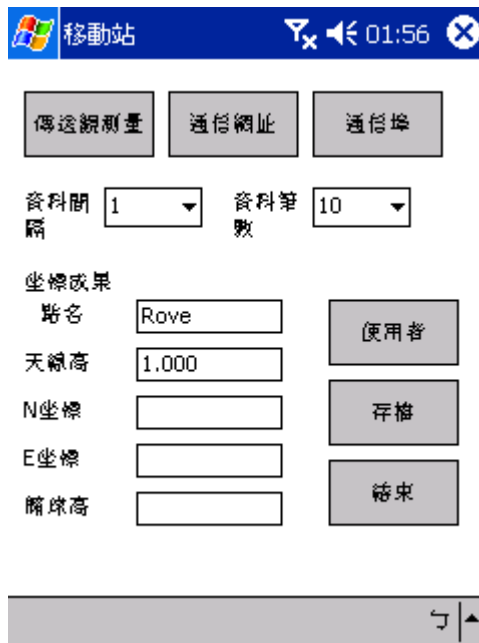 移動站 01:56
傳送觀測量 通信網址 通信埠
資料間隔 1 資料筆數 10
坐標成果
點名 Rove
使用者
天線高 1.000
N坐標
存檔
E坐標
結束
橢球高
ㄅ